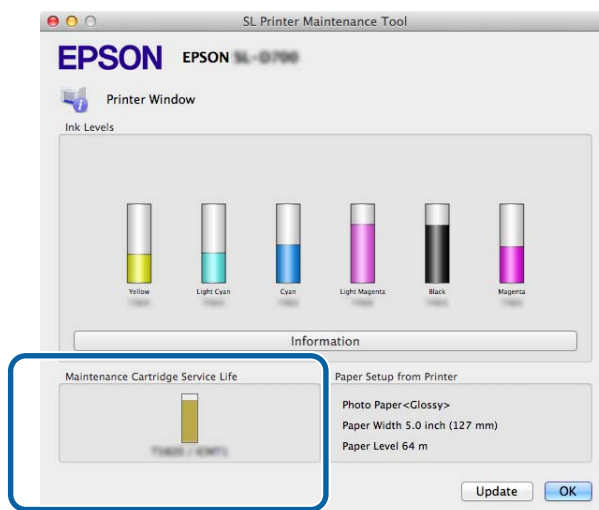 SL Printer Maintenance Tool
EPSON EPSON
Printer Window
Ink Levels
Yellow Light Cyan Cyan Light Magenta Black Magenta
Information
Maintenance Cartridge Service Life
Paper Setup from Printer
Photo Paper<Glossy>
Paper Width 5.0 inch (127 mm)
Paper Level 64 m
Update OK